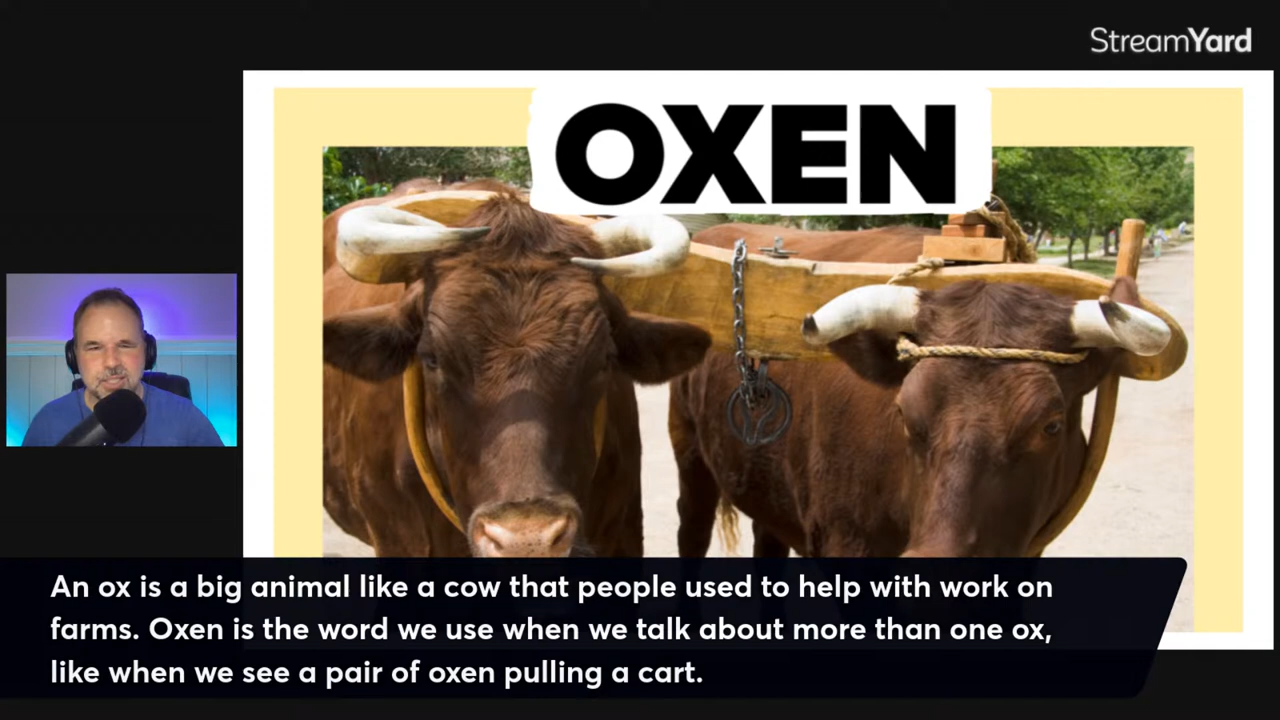 StreamYard
OXEN
An ox is a big animal like a cow that people used to help with work on
farms. Oxen is the word we use when we talk about more than one ox,
like when we see a pair of oxen pulling a cart.